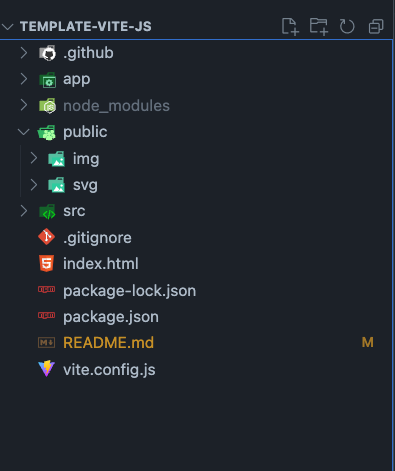 TEMPLATE-VITE-JS
.github
app
node_modules
public
img
svg
src
.gitignore
index.html
package-lock.json
package.json
README.md M
vite.config.js